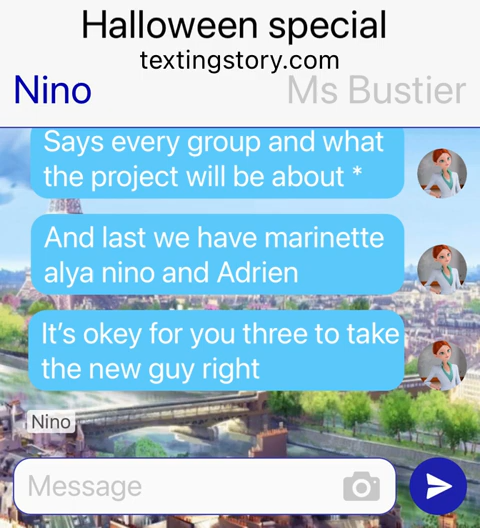 Halloween special
textingstory.com
Nino
Ms Bustier
Says every group and what
the project will be about *
And last we have marinette
alya nino and Adrien
It's okey for you three to take
the new guy right
Nino
Message